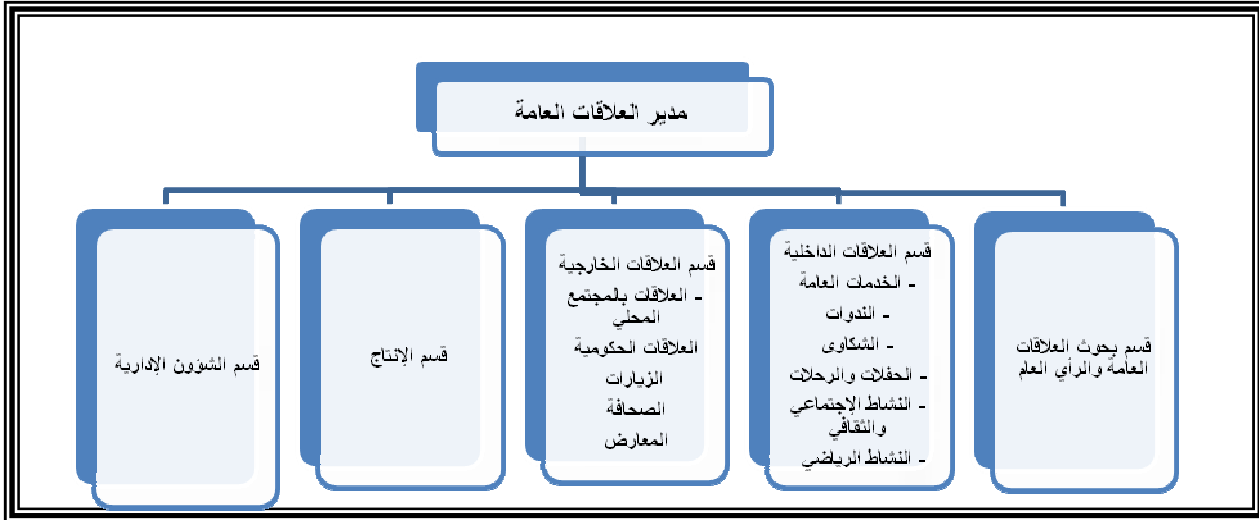 مدير العلاقات العامة
قسم بحوث العلاقات
العامة والرأي العام
قسم العلاقات الداخلية
- الخدمات العامة
- الندوات
- الشكاوى
- الحفلات والرحلات
- النشاط الإجتماعي
والثقافي
- النشاط الرياضي
قسم العلاقات الخارجية
- العلاقات بالمجتمع
المحلي
العلاقات الحكومية
الزيارات
الصحافة
المعارض
قسم الإنتاج
قسم الشؤون الإدارية